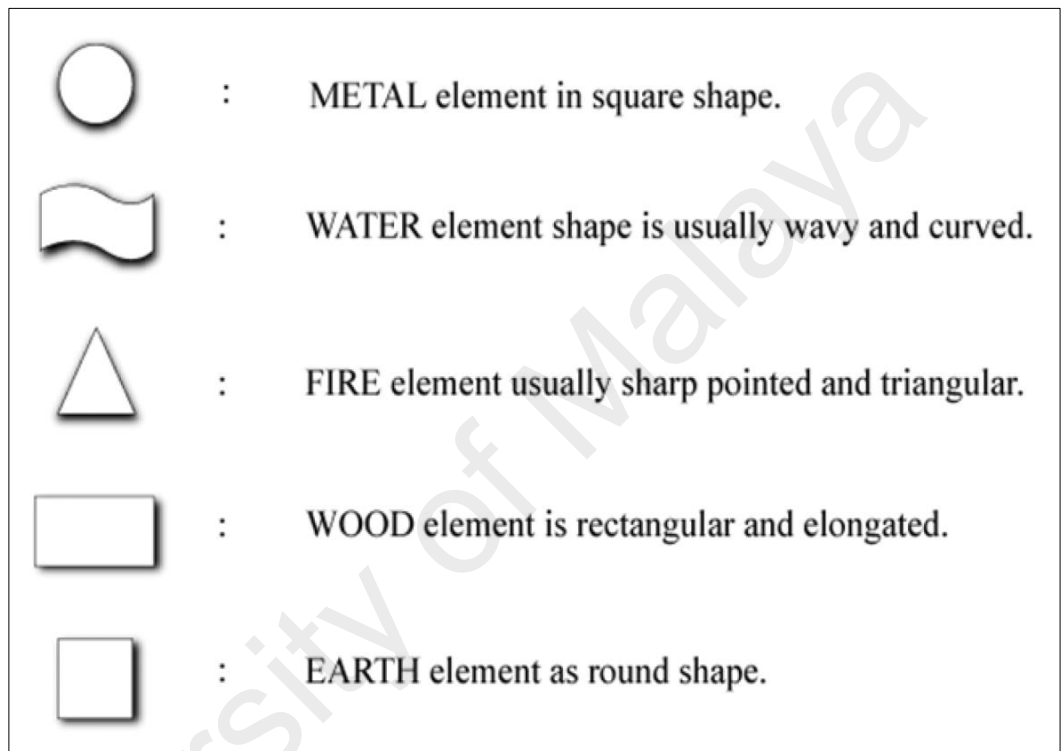 : METAL element in square shape.
: WATER element shape is usually wavy and curved.
: FIRE element usually sharp pointed and triangular.
: WOOD element is rectangular and elongated.
: EARTH element as round shape.
rsity of Malaya